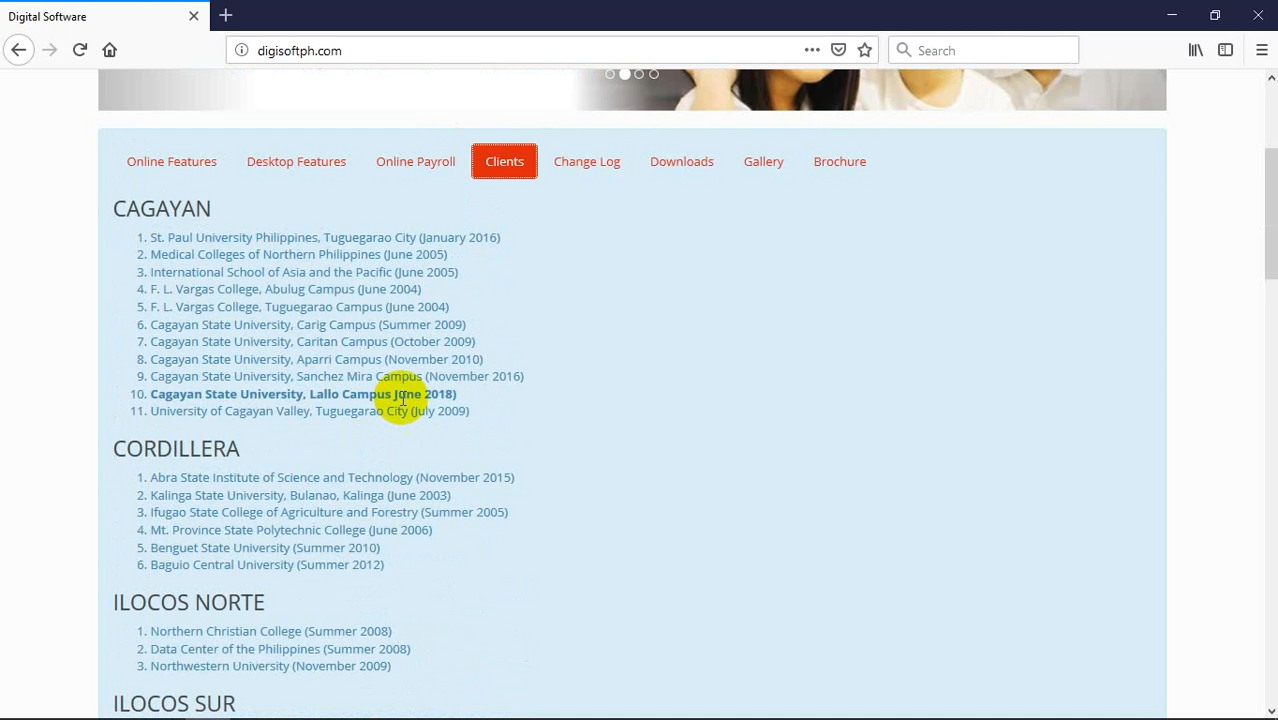 Digital Software
digisoftph.com
Search
Online Features
Desktop Features
Online Payroll
Clients
Change Log
Downloads
Gallery
Brochure
CAGAYAN
1. St. Paul University Philippines, Tuguegarao City (January 2016)
2. Medical Colleges of Northern Philippines (June 2005)
3. International School of Asia and the Pacific (June 2005)
4. F. L. Vargas College, Abulug Campus (June 2004)
5. F. L. Vargas College, Tuguegarao Campus (June 2004)
6. Cagayan State University, Carig Campus (Summer 2009)
7. Cagayan State University, Caritan Campus (October 2009)
8. Cagayan State University, Aparri Campus (November 2010)
9. Cagayan State University, Sanchez Mira Campus (November 2016)
10. Cagayan State University, Lallo Campus June 2018)
11. University of Cagayan Valley, Tuguegarao City (July 2009)
CORDILLERA
1. Abra State Institute of Science and Technology (November 2015)
2. Kalinga State University, Bulanao, Kalinga (June 2003)
3. Ifugao State College of Agriculture and Forestry (Summer 2005)
4. Mt. Province State Polytechnic College (June 2006)
5. Benguet State University (Summer 2010)
6. Baguio Central University (Summer 2012)
ILOCOS NORTE
1. Northern Christian College (Summer 2008)
2. Data Center of the Philippines (Summer 2008)
3. Northwestern University (November 2009)
ILOCOS SUR